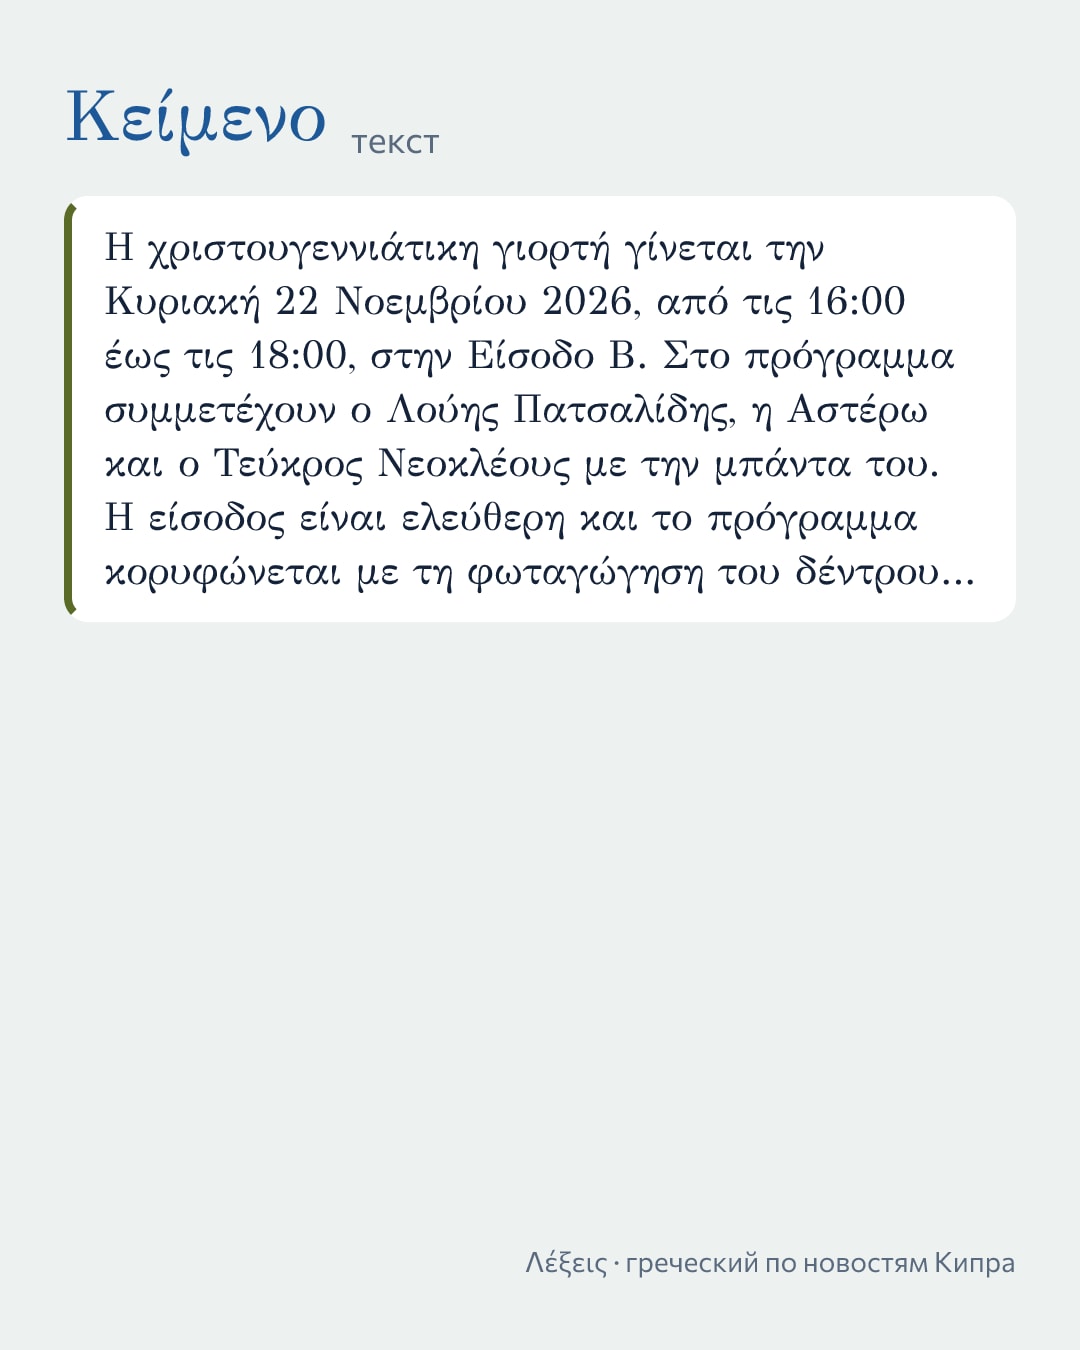 Κείμενο текст
Η χριστουγεννιάτικη γιορτή γίνεται την
Κυριακή 22 Νοεμβρίου 2026, από τις 16:00
έως τις 18:00, στην Είσοδο Β. Στο πρόγραμμα
συμμετέχουν ο Λούης Πατσαλίδης, η Αστέρω
και ο Τεύκρος Νεοκλέους με την μπάντα του.
Η είσοδος είναι ελεύθερη και το πρόγραμμα
κορυφώνεται με τη φωταγώγηση του δέντρου...
Λέξεις · греческий по новостям Кипра